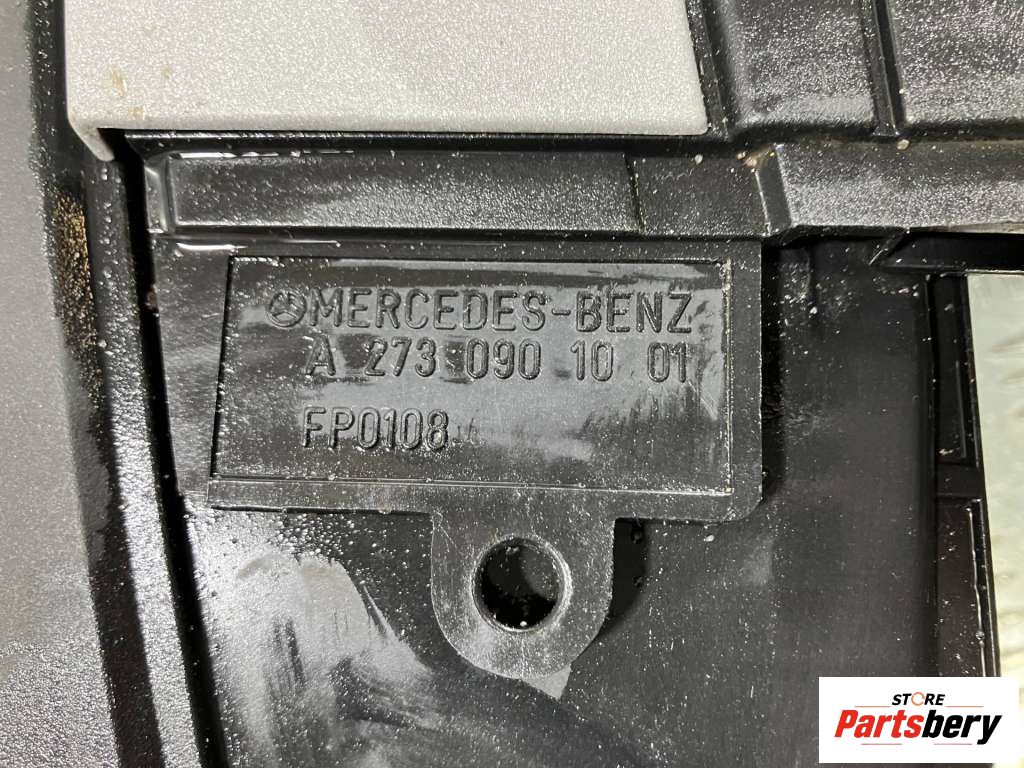 MERCEDES-BENZ
A 273 090 10 01
FP0108
STORE
Partsbery